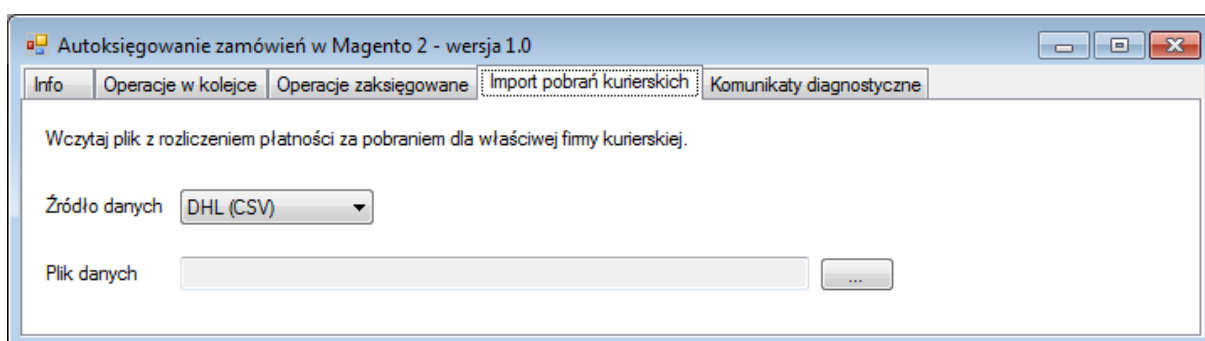 Autoksięgowanie zamówień w Magento 2 - wersja 1.0
Info Operacje w kolejce Operacje zaksięgowane Import pobrań kurierskich Komunikaty diagnostyczne
Wczytaj plik z rozliczeniem płatności za pobraniem dla właściwej firmy kurierskiej.
Źródło danych DHL (CSV)
Plik danych ...